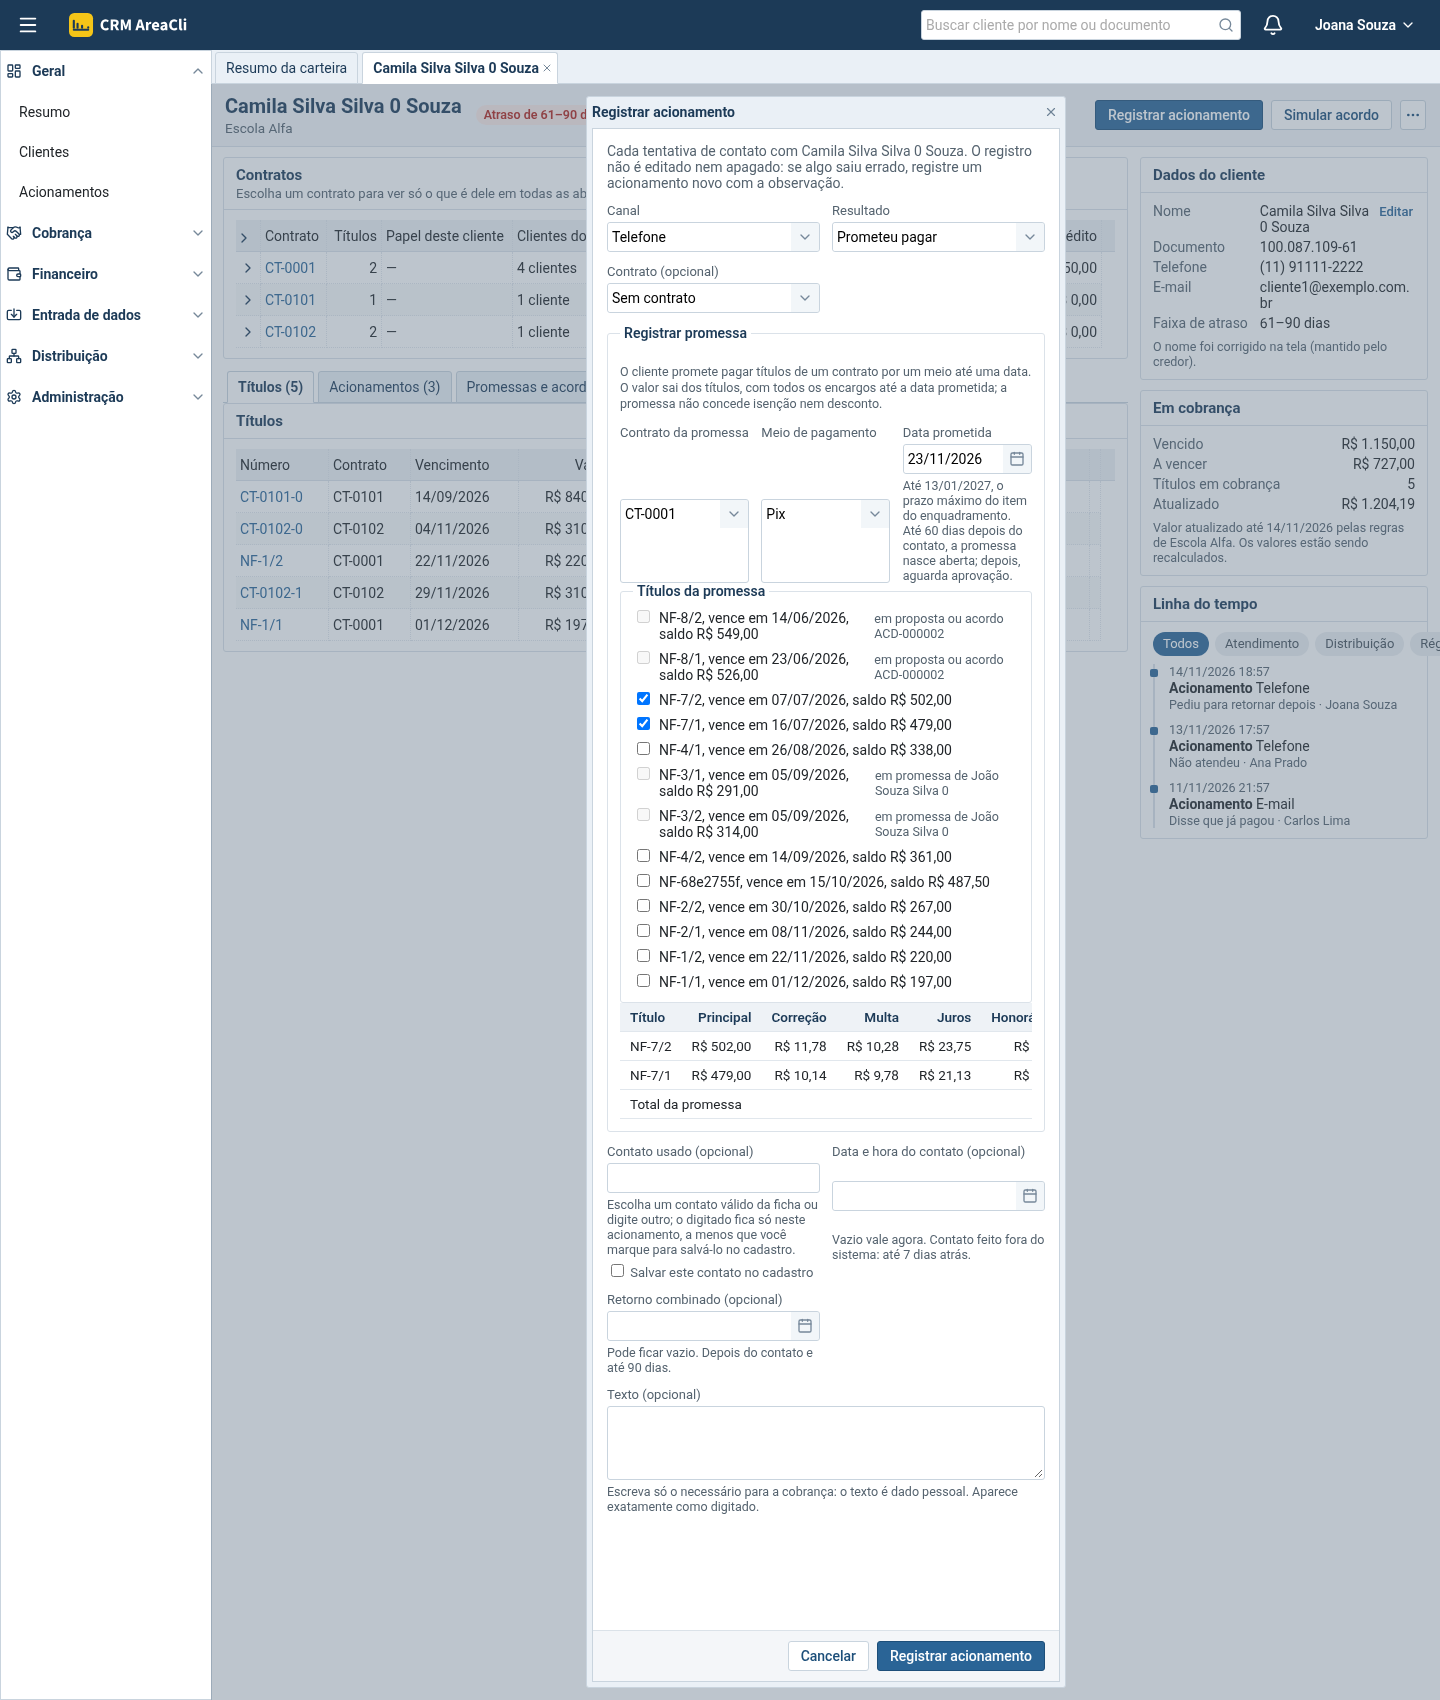 CRM AreaCli
Buscar cliente por nome ou documento
Joana Souza
Geral
Resumo
Clientes
Acionamentos
Cobrança
Financeiro
Entrada de dados
Distribuição
Administração
Resumo da carteira
Camila Silva Silva 0 Souza
Camila Silva Silva 0 Souza
Escola Alfa
Atraso de 61–90 d
Registrar acionamento
Simular acordo
Contratos
Escolha um contrato para ver só o que é dele em todas as ab
Contrato Títulos Papel deste cliente Clientes do
CT-0001 2 — 4 clientes
CT-0101 1 — 1 cliente
CT-0102 2 — 1 cliente
édito
50,00
0,00
0,00
Títulos (5)
Acionamentos (3)
Promessas e acord
Títulos
Número Contrato Vencimento Va
CT-0101-0 CT-0101 14/09/2026 R$ 840
CT-0102-0 CT-0102 04/11/2026 R$ 310
NF-1/2 CT-0001 22/11/2026 R$ 220
CT-0102-1 CT-0102 29/11/2026 R$ 310
NF-1/1 CT-0001 01/12/2026 R$ 197
Registrar acionamento
Cada tentativa de contato com Camila Silva Silva 0 Souza. O registro
não é editado nem apagado: se algo saiu errado, registre um
acionamento novo com a observação.
Canal
Resultado
Telefone
Prometeu pagar
Contrato (opcional)
Sem contrato
Registrar promessa
O cliente promete pagar títulos de um contrato por um meio até uma data.
O valor sai dos títulos, com todos os encargos até a data prometida; a
promessa não concede isenção nem desconto.
Contrato da promessa
Meio de pagamento
Data prometida
CT-0001
Pix
23/11/2026
Até 13/01/2027, o
prazo máximo do item
do enquadramento.
Até 60 dias depois do
contato, a promessa
nasce aberta; depois,
aguarda aprovação.
Títulos da promessa
NF-8/2, vence em 14/06/2026,
saldo R$ 549,00
em proposta ou acordo
ACD-000002
NF-8/1, vence em 23/06/2026,
saldo R$ 526,00
em proposta ou acordo
ACD-000002
NF-7/2, vence em 07/07/2026, saldo R$ 502,00
NF-7/1, vence em 16/07/2026, saldo R$ 479,00
NF-4/1, vence em 26/08/2026, saldo R$ 338,00
NF-3/1, vence em 05/09/2026,
saldo R$ 291,00
em promessa de João
Souza Silva 0
NF-3/2, vence em 05/09/2026,
saldo R$ 314,00
em promessa de João
Souza Silva 0
NF-4/2, vence em 14/09/2026, saldo R$ 361,00
NF-68e2755f, vence em 15/10/2026, saldo R$ 487,50
NF-2/2, vence em 30/10/2026, saldo R$ 267,00
NF-2/1, vence em 08/11/2026, saldo R$ 244,00
NF-1/2, vence em 22/11/2026, saldo R$ 220,00
NF-1/1, vence em 01/12/2026, saldo R$ 197,00
Título Principal Correção Multa Juros Honorá
NF-7/2 R$ 502,00 R$ 11,78 R$ 10,28 R$ 23,75 R$
NF-7/1 R$ 479,00 R$ 10,14 R$ 9,78 R$ 21,13 R$
Total da promessa
Contato usado (opcional)
Escolha um contato válido da ficha ou
digite outro; o digitado fica só neste
acionamento, a menos que você
marque para salvá-lo no cadastro.
Salvar este contato no cadastro
Data e hora do contato (opcional)
Vazio vale agora. Contato feito fora do
sistema: até 7 dias atrás.
Retorno combinado (opcional)
Pode ficar vazio. Depois do contato e
até 90 dias.
Texto (opcional)
Escreva só o necessário para a cobrança: o texto é dado pessoal. Aparece
exatamente como digitado.
Cancelar
Registrar acionamento
Dados do cliente
Nome Camila Silva Silva
0 Souza
Editar
Documento 100.087.109-61
Telefone (11) 91111-2222
E-mail cliente1@exemplo.com.
br
Faixa de atraso 61–90 dias
O nome foi corrigido na tela (mantido pelo
credor).
Em cobrança
Vencido R$ 1.150,00
A vencer R$ 727,00
Títulos em cobrança 5
Atualizado R$ 1.204,19
Valor atualizado até 14/11/2026 pelas regras
de Escola Alfa. Os valores estão sendo
recalculados.
Linha do tempo
Todos Atendimento Distribuição Rég
14/11/2026 18:57
Acionamento Telefone
Pediu para retornar depois · Joana Souza
13/11/2026 17:57
Acionamento Telefone
Não atendeu · Ana Prado
11/11/2026 21:57
Acionamento E-mail
Disse que já pagou · Carlos Lima